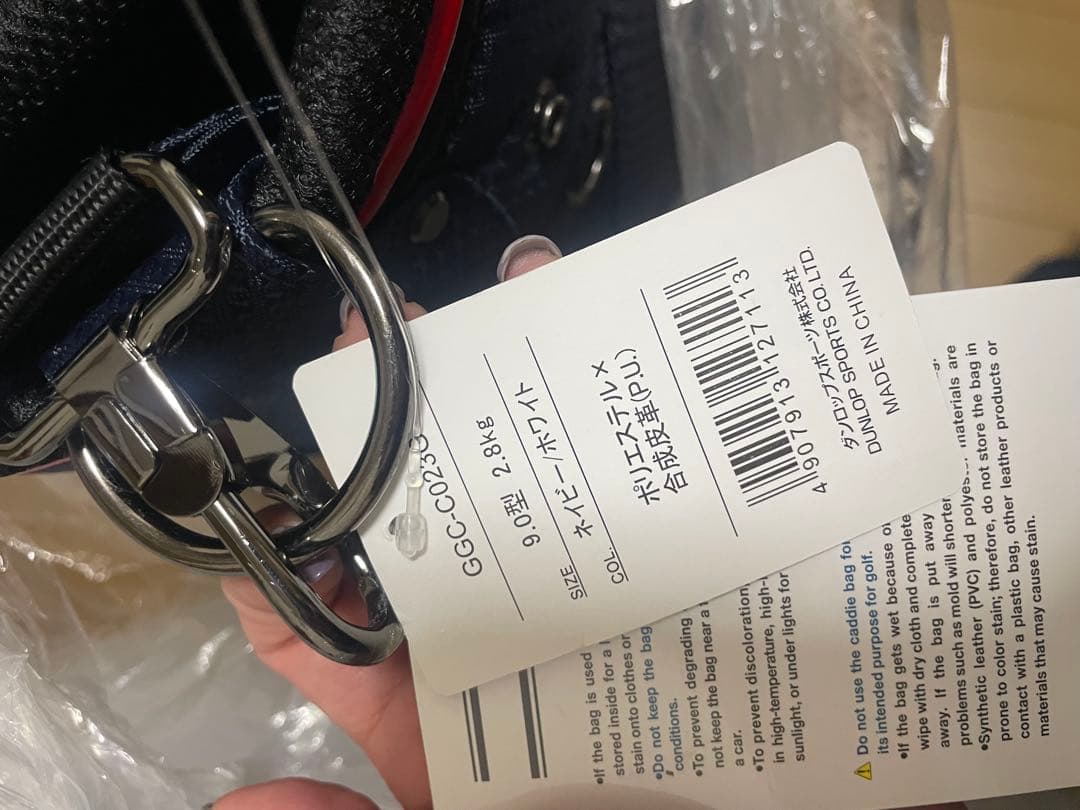 GGC-C023
9.0型 2.8kg
SIZE
ネイビー/ホワイト
COL.
ポリエステル×
合成皮革(P.U.)
4 907913 127113
ダンロップスポーツ株式会社
DUNLOP SPORTS CO.LTD.
MADE IN CHINA
•If the bag is used
stored inside for a
stain onto clothes or
•Do not keep the bag
conditions.
•To prevent degrading
not keep the bag near a
a car.
•To prevent discoloration
in high-temperature, high-
sunlight, or under lights for
⚠ Do not use the caddie bag for
its intended purpose for golf.
•If the bag gets wet because of
wipe with dry cloth and complete
away. If the bag is put away
problems such as mold will shorten
•Synthetic leather (PVC) and materials are
prone to color stain; therefore, do not store the bag in
contact with a plastic bag, other leather products or
materials that may cause stain.